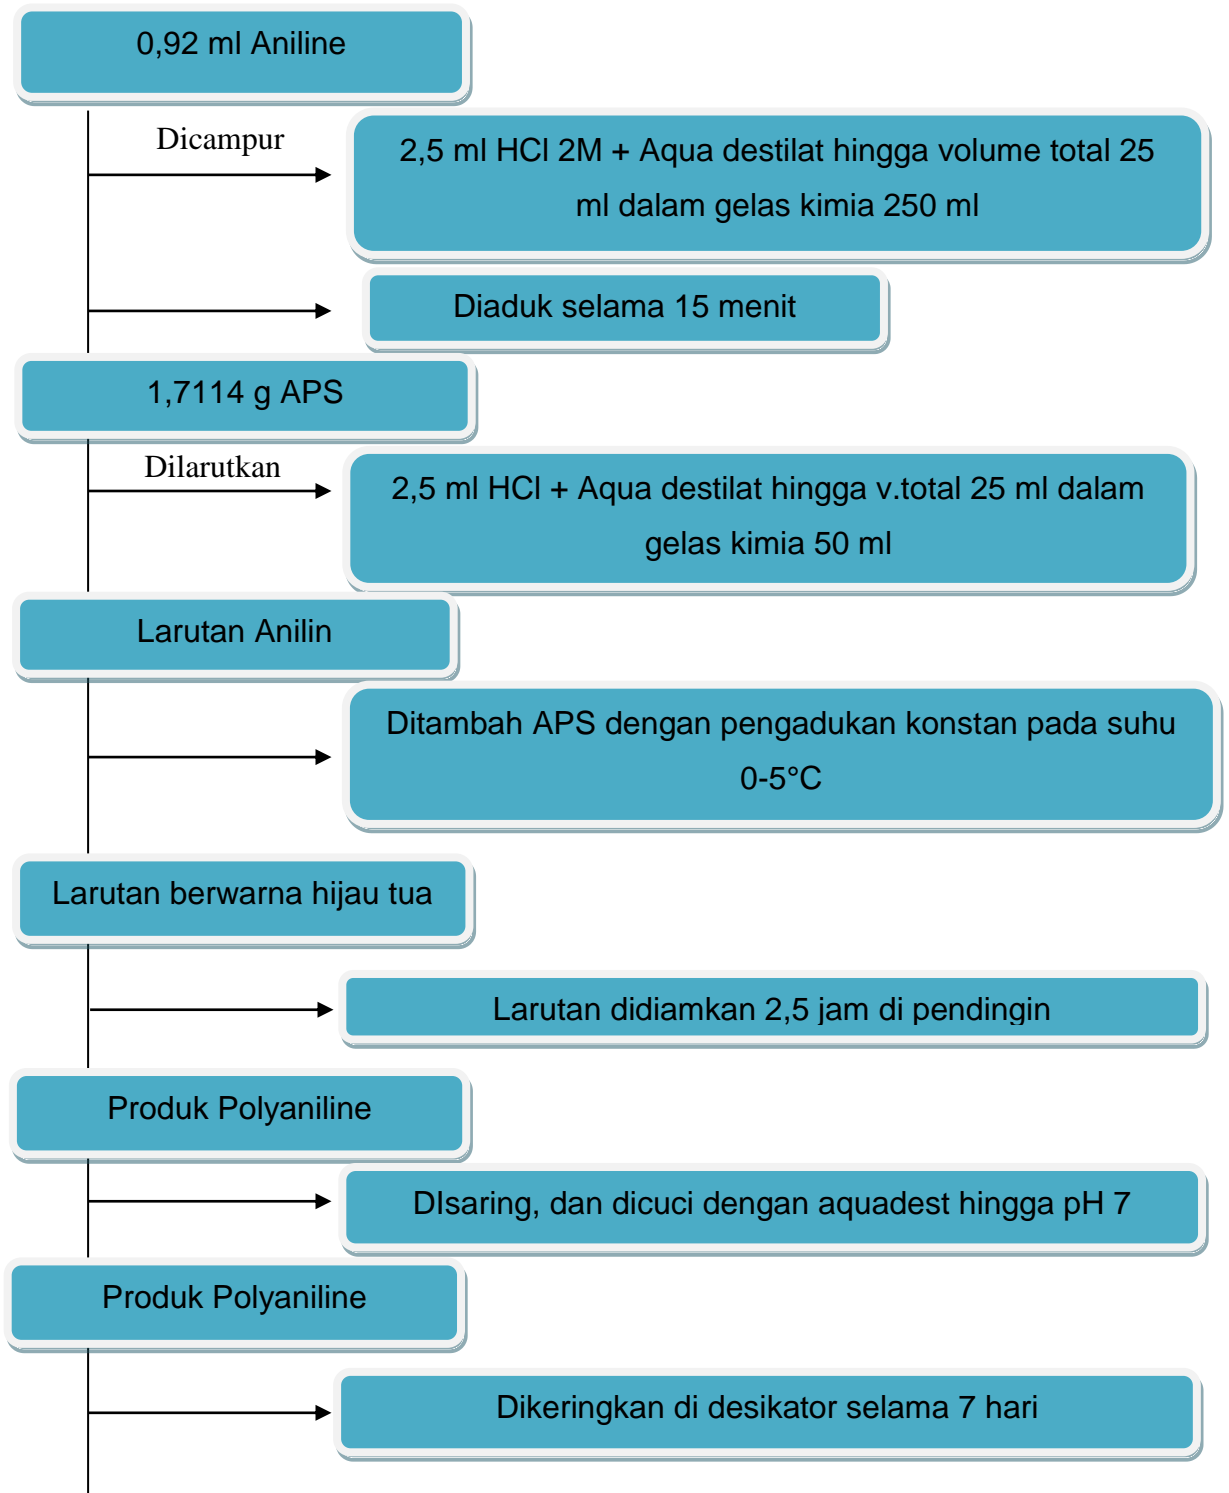 0,92 ml Aniline
Dicampur
2,5 ml HCl 2M + Aqua destilat hingga volume total 25
ml dalam gelas kimia 250 ml
Diaduk selama 15 menit
1,7114 g APS
Dilarutkan
2,5 ml HCl + Aqua destilat hingga v.total 25 ml dalam
gelas kimia 50 ml
Larutan Anilin
Ditambah APS dengan pengadukan konstan pada suhu
0-5°C
Larutan berwarna hijau tua
Larutan didiamkan 2,5 jam di pendingin
Produk Polyaniline
DIsaring, dan dicuci dengan aquadest hingga pH 7
Produk Polyaniline
Dikeringkan di desikator selama 7 hari